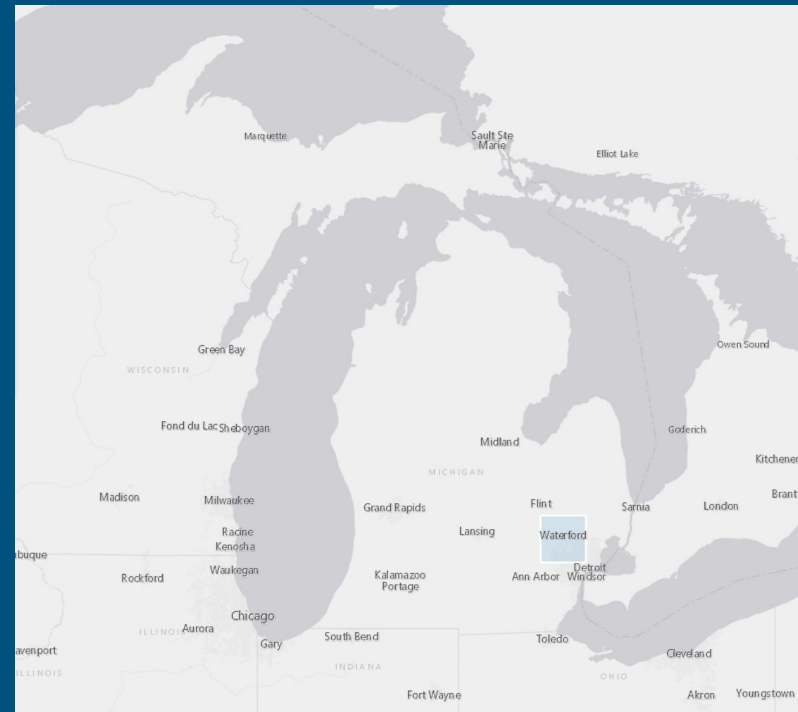 Marquette
Sault Ste
Marie
Elliot Lake
Green Bay
Owen Sound
WISCONSIN
Fond du Lac
Sheboygan
Goderich
Midland
Kitchener
MICHIGAN
Madison
Milwaukee
Flint
Brant
Grand Rapids
Sarnia
London
Racine
Lansing
Waterford
Kenosha
ubuque
Waukegan
Detroit
Rockford
Kalamazoo
Portage
Ann Arbor
Windsor
Chicago
Aurora
ILLINOIS
Gary
South Bend
Toledo
avenport
Cleveland
ILLINOIS
INDIANA
OHIO
Fort Wayne
Akron
Youngstown